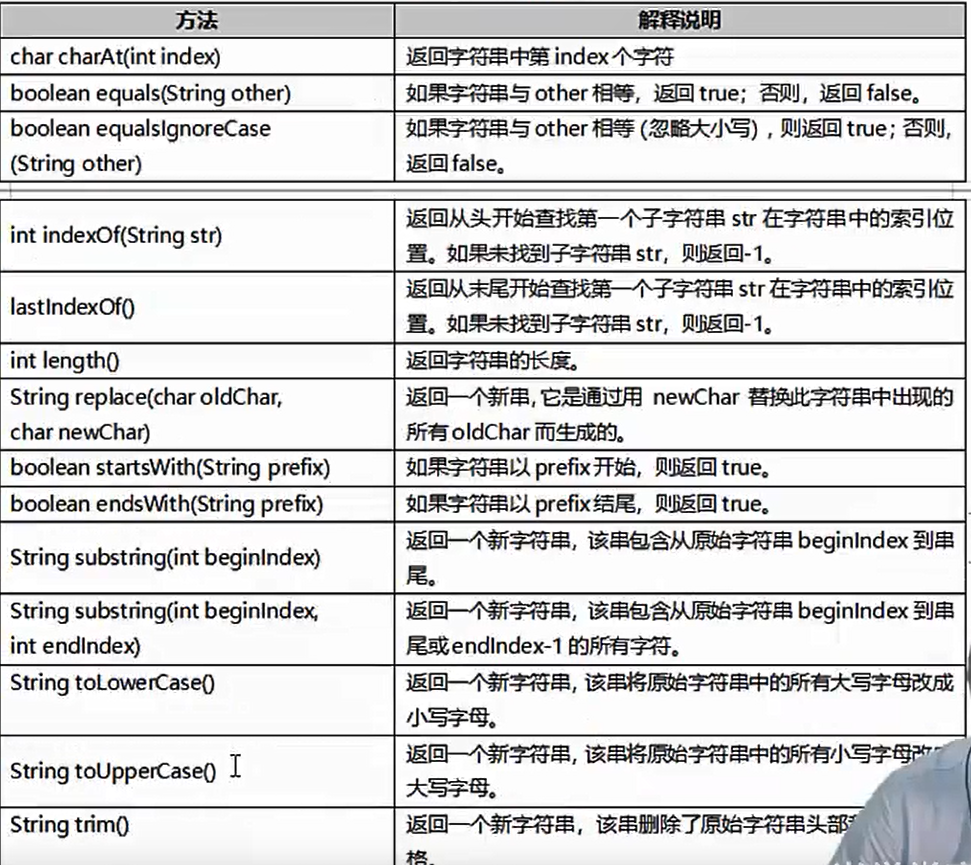 方法 解释说明
char charAt(int index) 返回字符串中第 index 个字符
boolean equals(String other) 如果字符串与 other 相等，返回 true；否则，返回 false。
boolean equalsIgnoreCase 如果字符串与 other 相等 (忽略大小写) ，则返回 true；否则，
(String other) 返回 false。
返回从头开始查找第一个子字符串 str 在字符串中的索引位
int indexOf(String str)
置。如果未找到子字符串 str，则返回-1。
返回从末尾开始查找第一个子字符串 str 在字符串中的索引位
lastIndexOf()
置。如果未找到子字符串 str，则返回-1。
int length() 返回字符串的长度。
String replace(char oldChar, 返回一个新串，它是通过用 newChar 替换此字符串中出现的
char newChar) 所有 oldChar 而生成的。
boolean startsWith(String prefix) 如果字符串以 prefix 开始，则返回 true。
boolean endsWith(String prefix) 如果字符串以 prefix 结尾，则返回 true。
返回一个新字符串，该串包含从原始字符串 beginIndex 到串
String substring(int beginIndex)
尾。
String substring(int beginIndex, 返回一个新字符串，该串包含从原始字符串 beginIndex 到串
int endIndex) 尾或 endIndex-1 的所有字符。
String toLowerCase() 返回一个新字符串，该串将原始字符串中的所有大写字母改成
小写字母。
返回一个新字符串，该串将原始字符串中的所有小写字母改
String toUpperCase()
大写字母。
String trim() 返回一个新字符串，该串删除了原始字符串头部
格。